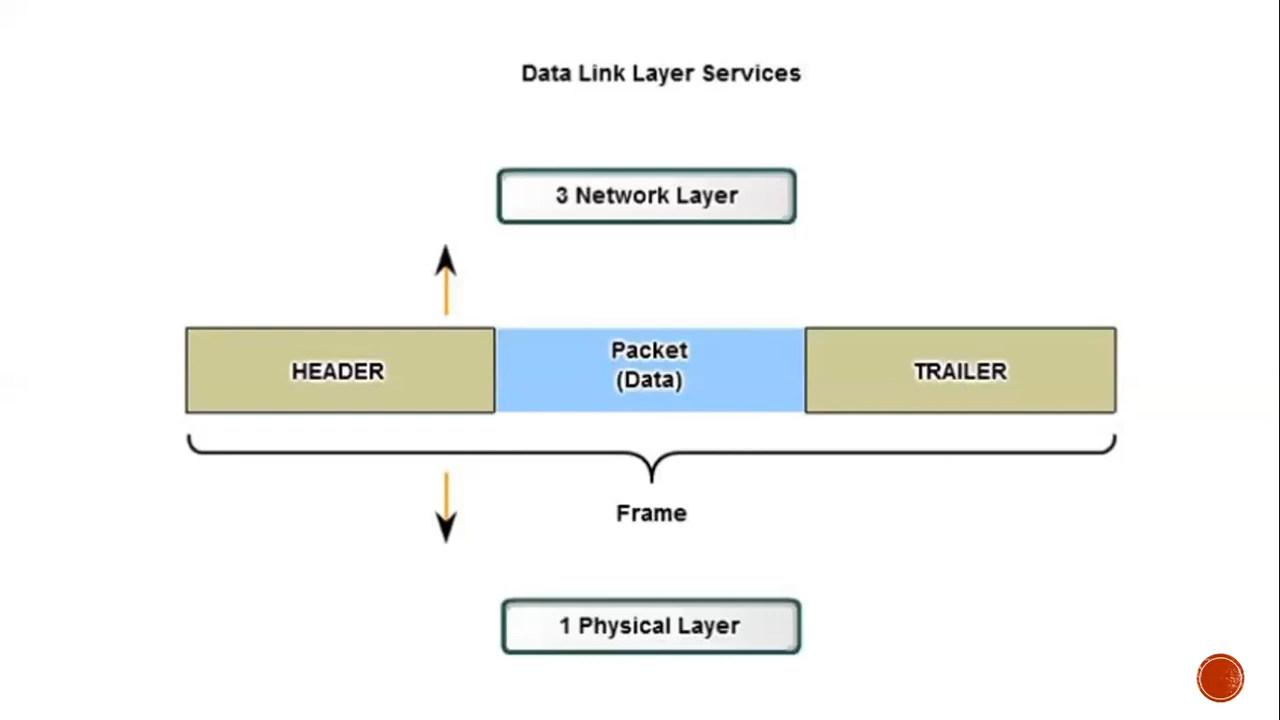 Data Link Layer Services
3 Network Layer
HEADER
Packet
(Data)
TRAILER
Frame
1 Physical Layer